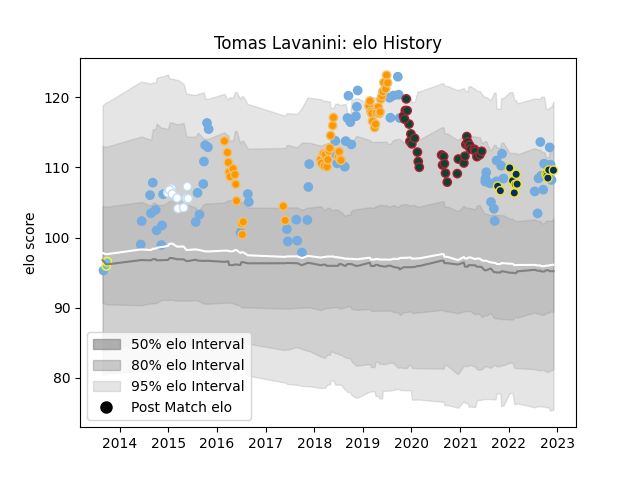 Tomas Lavanini: elo History
elo score
120
110
100
90
80
50% elo Interval
80% elo Interval
95% elo Interval
Post Match elo
2014 2015 2016 2017 2018 2019 2020 2021 2022 2023